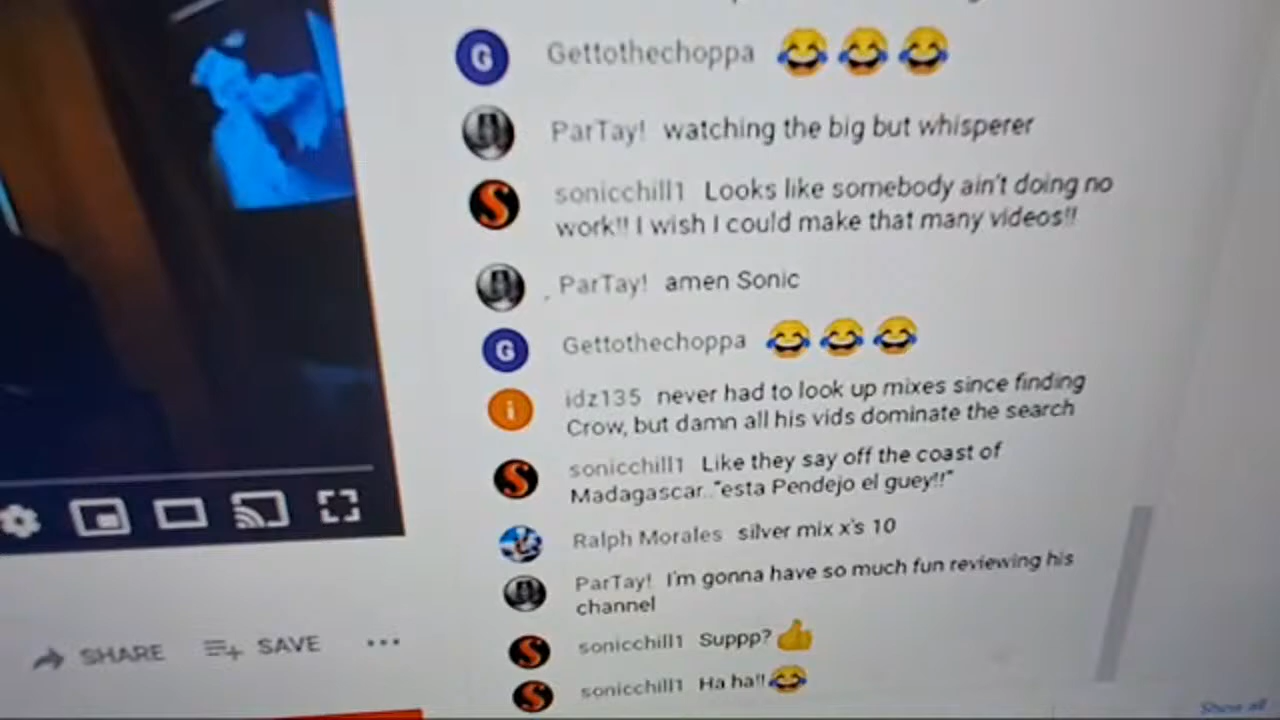 G Gettothechoppa 😂😂😂
ParTay! watching the big but whisperer
S sonicchill1 Looks like somebody ain't doing no
work!! I wish I could make that many videos!!
ParTay! amen Sonic
G Gettothechoppa 😂😂😂
i idz135 never had to look up mixes since finding
Crow, but damn all his vids dominate the search
S sonicchill1 Like they say off the coast of
Madagascar.."esta Pendejo el guey!!"
Ralph Morales silver mix x's 10
ParTay! I'm gonna have so much fun reviewing his
channel
S sonicchill1 Suppp?👍
S sonicchill1 Ha ha!!😂
SHARE SAVE ...
Show all